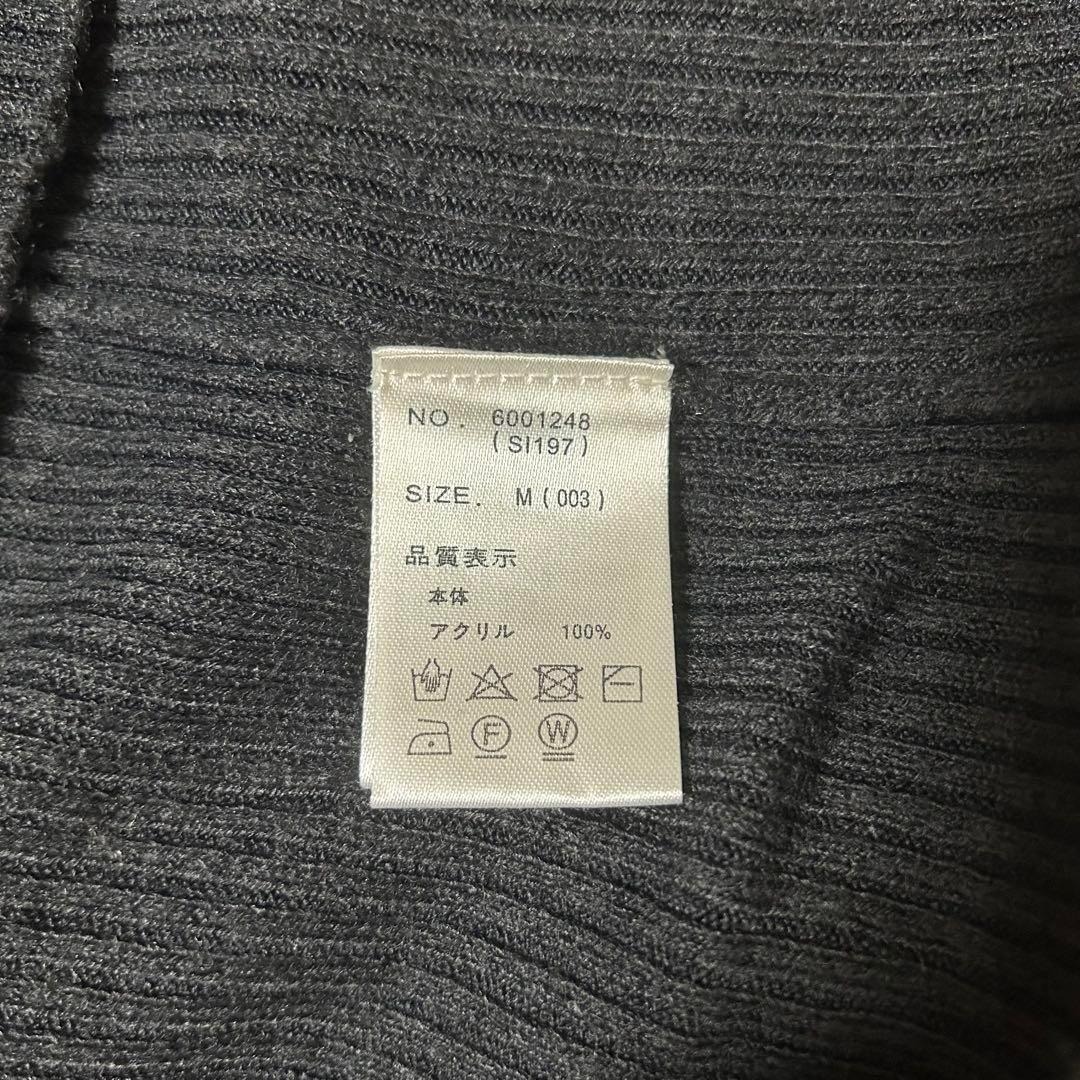 NO. 6001248
(SI197)
SIZE. M(003)
品質表示
本体
アクリル 100%
F W